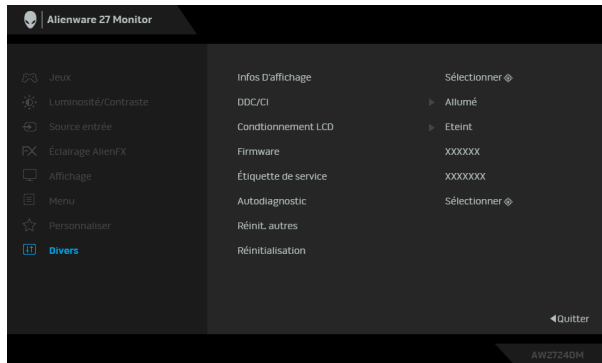 Alienware 27 Monitor
Jeux
Luminosité/Contraste
Source entrée
FX Éclairage AlienFX
Affichage
Menu
Personnaliser
Divers
Infos D'affichage Sélectionner
DDC/CI Allumé
Condtionnement LCD Eteint
Firmware XXXXXX
Étiquette de service XXXXXXX
Autodiagnostic Sélectionner
Réinit. autres
Réinitialisation
Quitter
AW2724DM